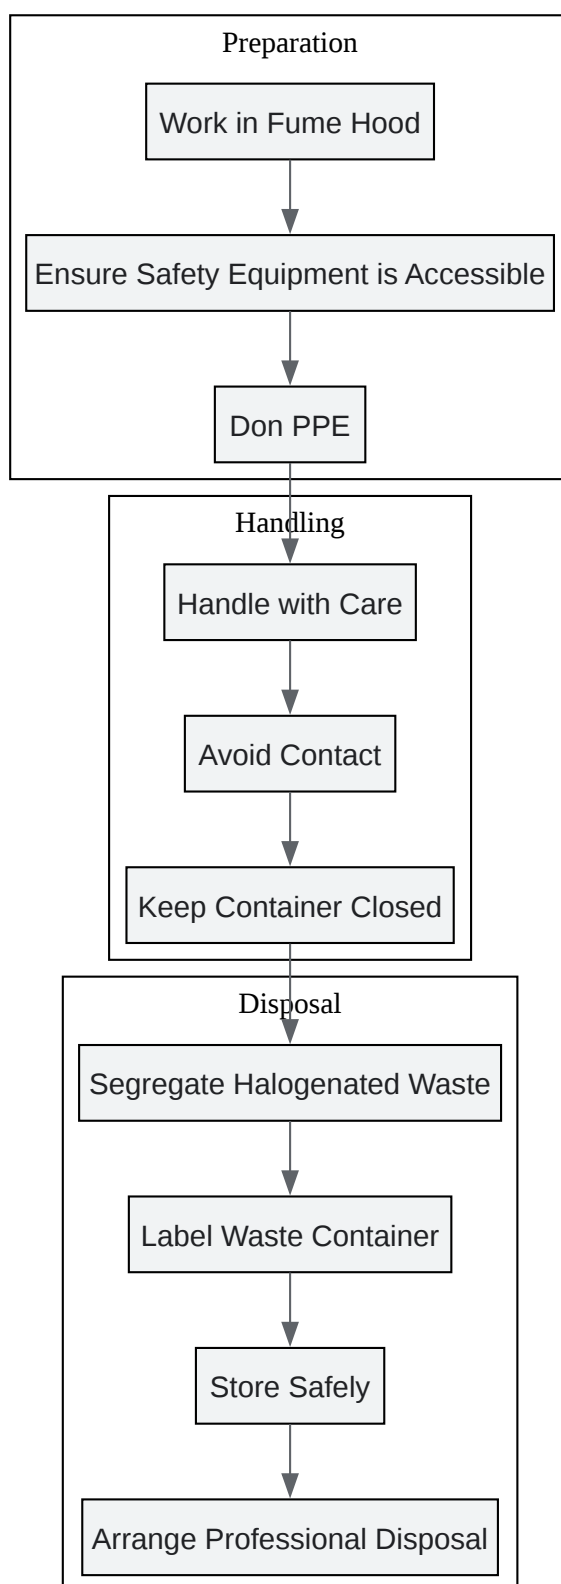 Preparation
Work in Fume Hood
Ensure Safety Equipment is Accessible
Don PPE
Handling
Handle with Care
Avoid Contact
Keep Container Closed
Disposal
Segregate Halogenated Waste
Label Waste Container
Store Safely
Arrange Professional Disposal